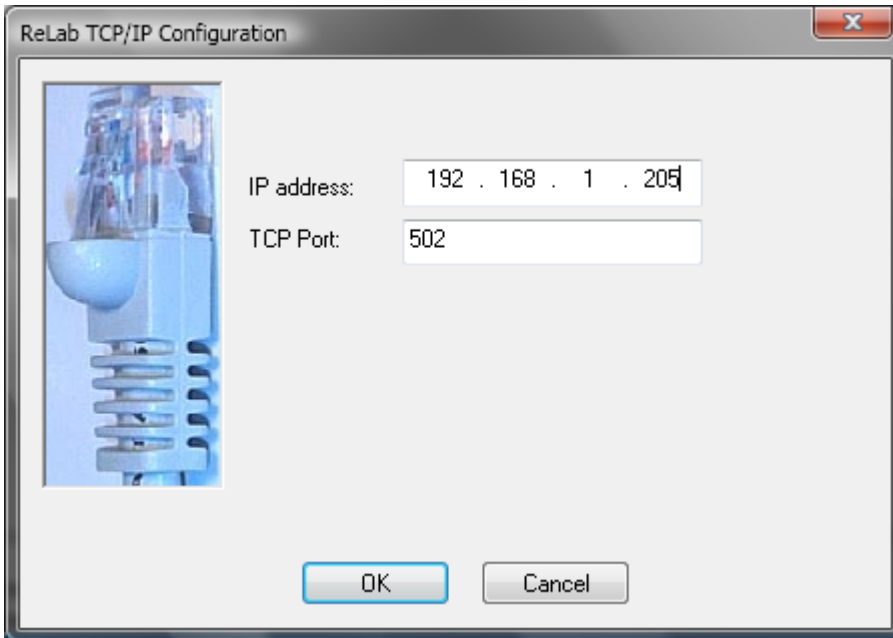 ReLab TCP/IP Configuration
IP address: 192 . 168 . 1 . 205
TCP Port: 502
OK Cancel